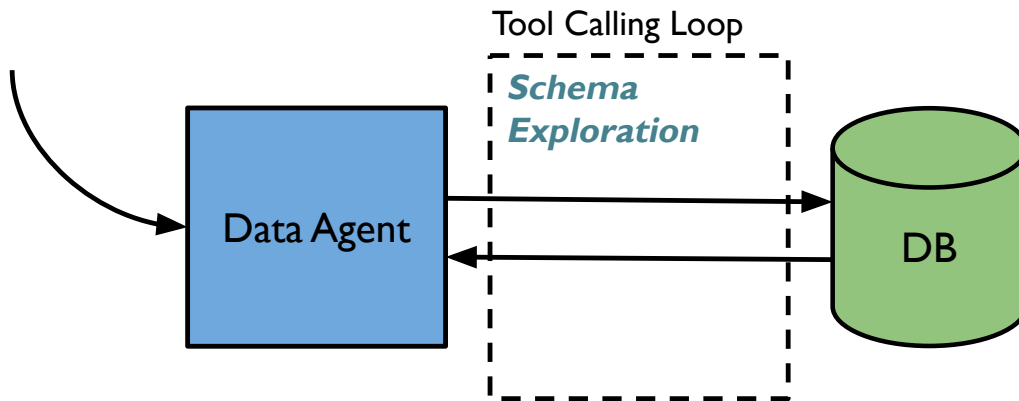 Tool Calling Loop
Schema
Exploration
Data Agent
DB